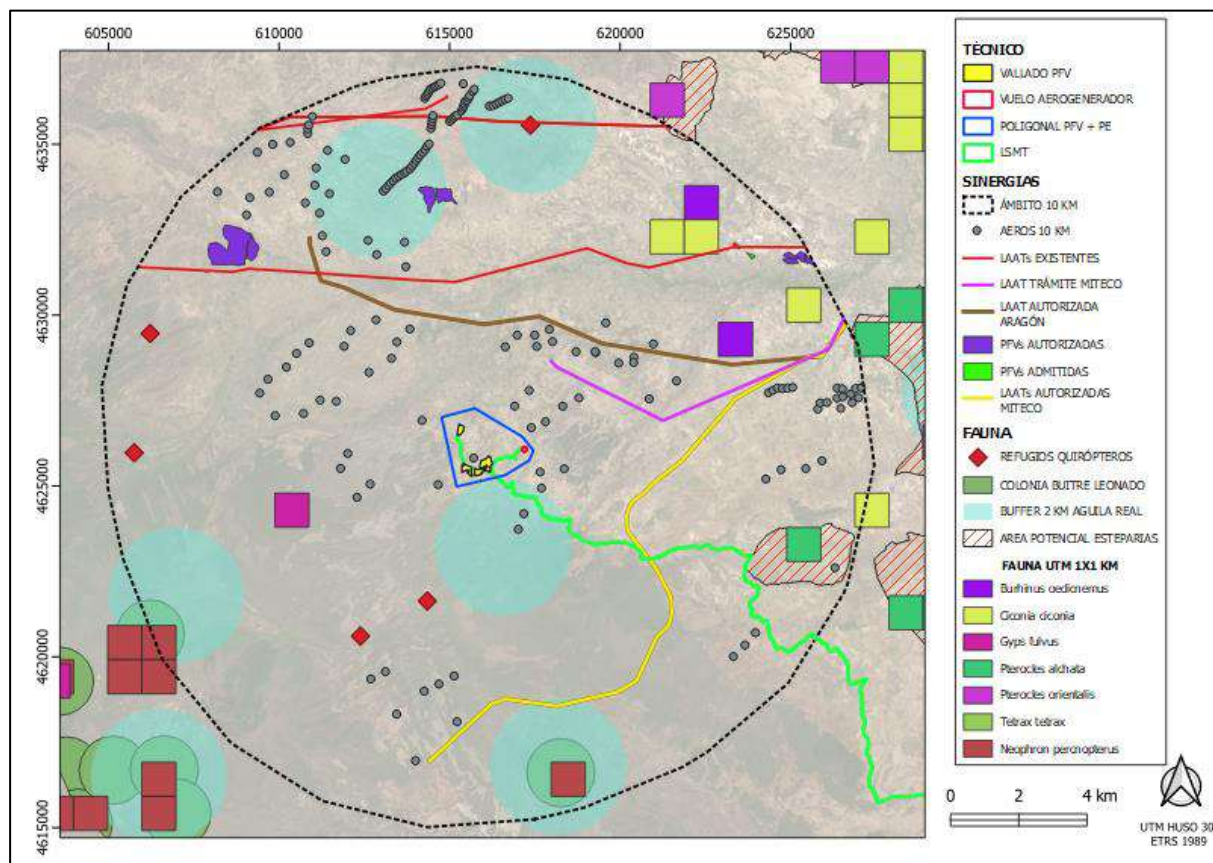 605000 610000 615000 620000 625000
4635000
4630000
4625000
4620000
4615000
TÉCNICO
VALLADO PFV
VUELO AEROGENERADOR
POLIGONAL PFV + PE
LSMT
SINERGIAS
ÁMBITO 10 KM
AEROS 10 KM
LAATs EXISTENTES
LAAT TRÁMITE MITECO
LAAT AUTORIZADA
ARAGÓN
PFVs AUTORIZADAS
PFVs ADMITIDAS
LAATs AUTORIZADAS
MITECO
FAUNA
REFUGIOS QUIRÓPTEROS
COLONIA BUITRE LEONADO
BUFFER 2 KM AGUILA REAL
AREA POTENCIAL ESTEPARIAS
FAUNA UTM 1X1 KM
Burhinus oedicnemus
Ciconia ciconia
Gyps fulvus
Pterocles alchata
Pterocles orientalis
Tetrax tetrax
Neophron percnopterus
0 2 4 km
UTM HUSO 30
ETRS 1989